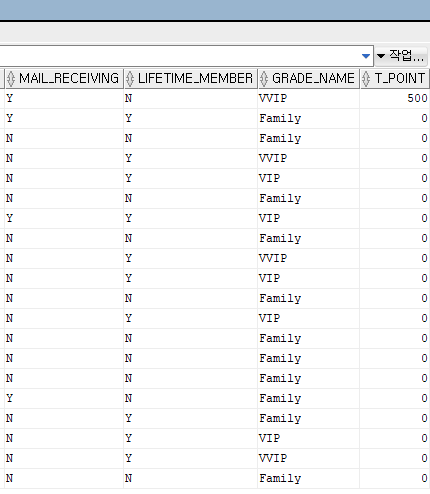 작업...
MAIL_RECEIVING LIFETIME_MEMBER GRADE_NAME T_POINT
Y N VVIP 500
Y Y Family 0
N N Family 0
N Y VVIP 0
N Y VIP 0
N N Family 0
Y Y VIP 0
N N Family 0
N Y VVIP 0
N Y VIP 0
N N Family 0
N Y VIP 0
N N Family 0
N N Family 0
N N Family 0
Y N Family 0
N Y Family 0
N Y VIP 0
N Y VVIP 0
N N Family 0